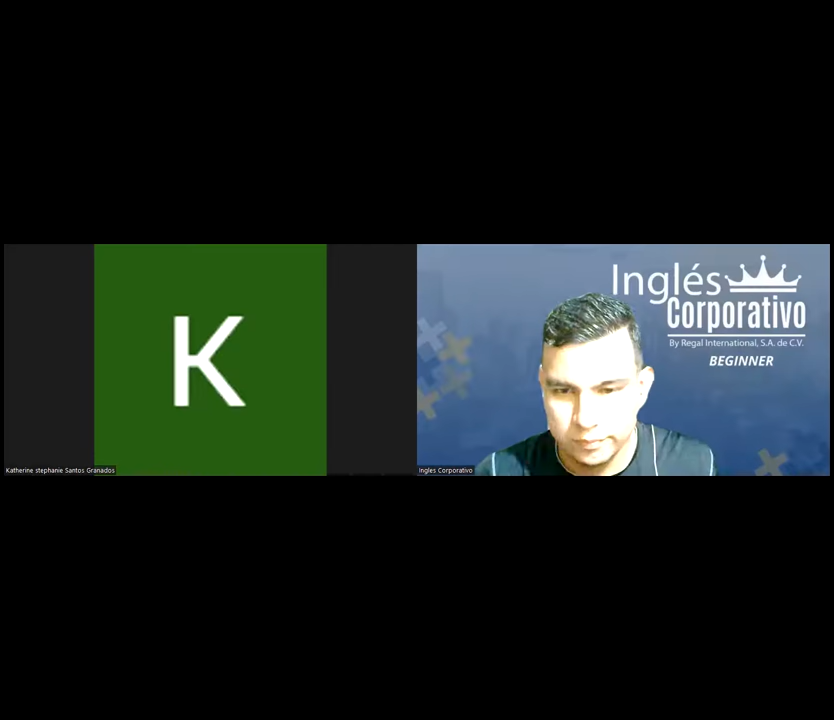 K
Katherine stephanie Santos Granados
Inglés
Corporativo
By Regal International, S.A. de C.V.
BEGINNER
Ingles Corporativo